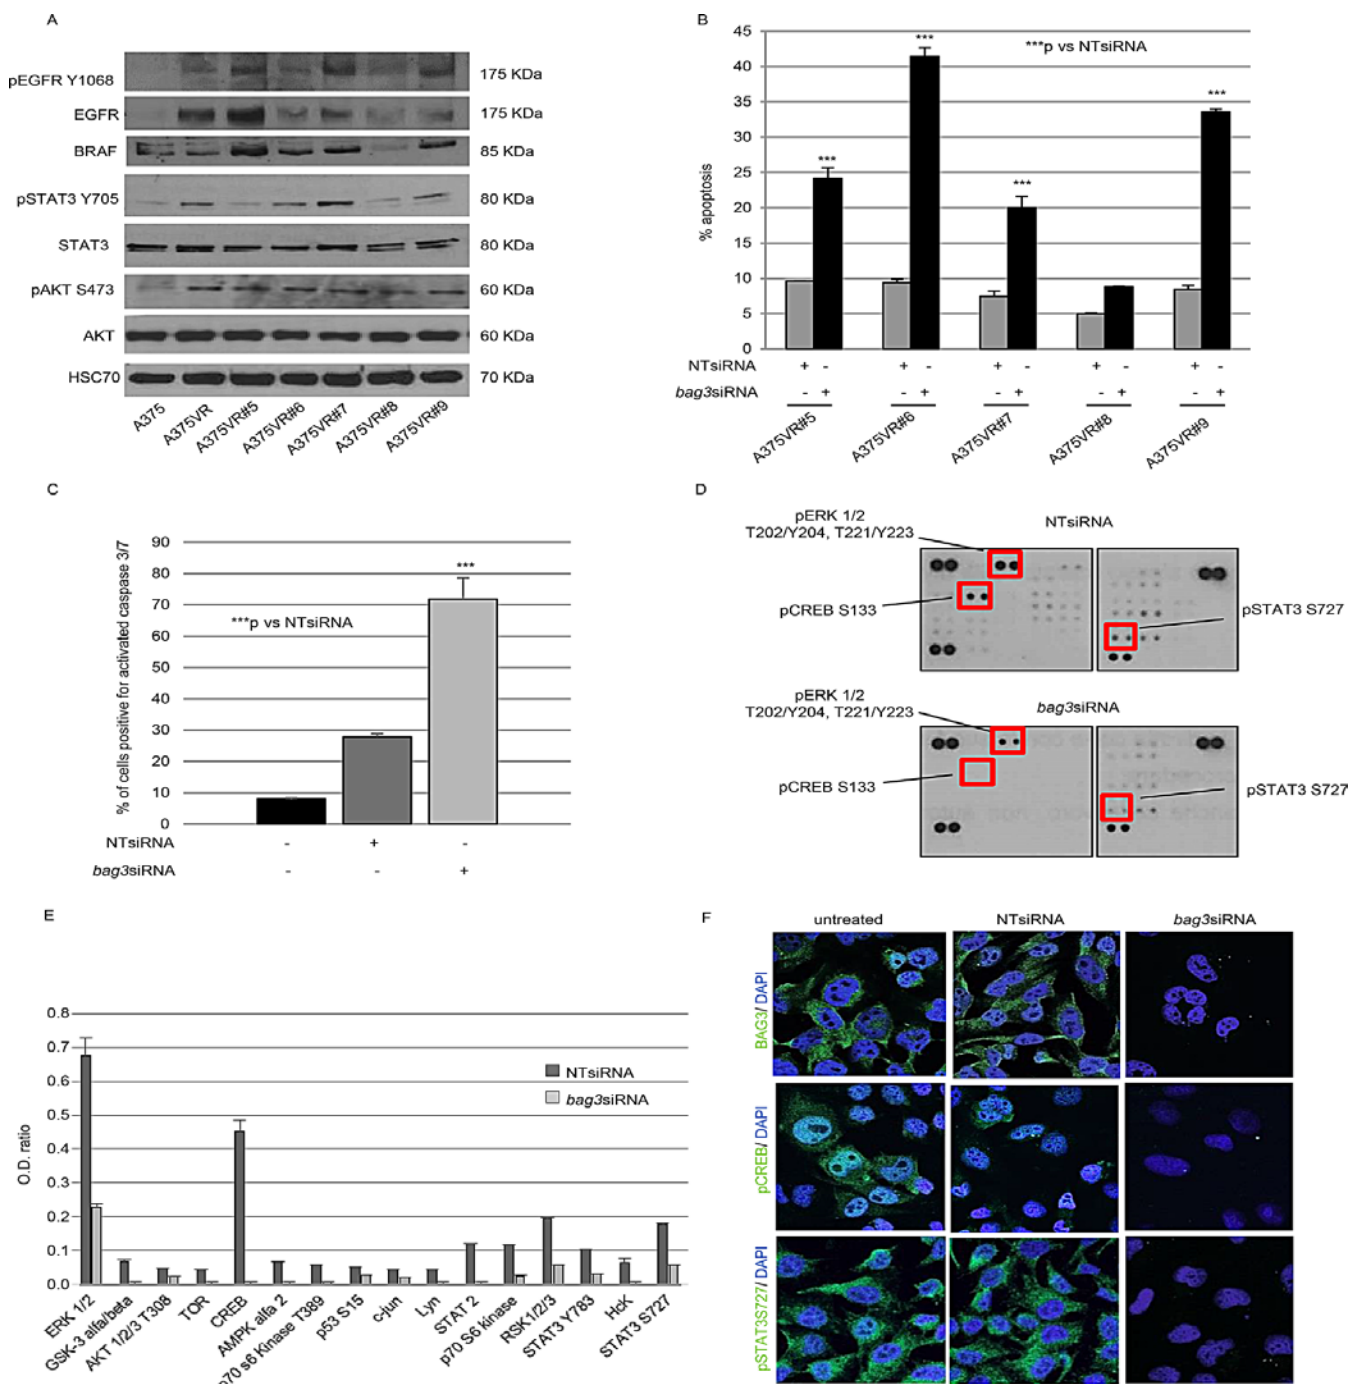 A
pEGFR Y1068
175 KDa
EGFR
175 KDa
BRAF
85 KDa
pSTAT3 Y705
80 KDa
STAT3
80 KDa
pAKT S473
60 KDa
AKT
60 KDa
HSC70
70 KDa
A375
A375VR
A375VR#5
A375VR#6
A375VR#7
A375VR#8
A375VR#9
B
***p vs NTsiRNA
% apoptosis
45
40
35
30
25
20
15
10
5
0
***
***
***
***
NTsiRNA
+ - + - + - + - + -
bag3siRNA
- + - + - + - + - +
A375VR#5
A375VR#6
A375VR#7
A375VR#8
A375VR#9
C
% of cells positive for activated caspase 3/7
90
80
70
60
50
40
30
20
10
0
***
***p vs NTsiRNA
NTsiRNA
- + -
bag3siRNA
- - +
D
pERK 1/2
T202/Y204, T221/Y223
NTsiRNA
pCREB S133
pSTAT3 S727
pERK 1/2
T202/Y204, T221/Y223
bag3siRNA
pCREB S133
pSTAT3 S727
E
O.D. ratio
0.8
0.7
0.6
0.5
0.4
0.3
0.2
0.1
0.0
NTsiRNA
bag3siRNA
ERK 1/2
GSK-3 alfa/beta
AKT 1/2/3 T308
TOR
CREB
AMPK alfa 2
p70 s6 Kinase T389
p53 S15
c-jun
Lyn
STAT 2
p70 S6 kinase
RSK1/2/3
STAT3 Y783
HcK
STAT3 S727
F
untreated
NTsiRNA
bag3siRNA
BAG3/ DAPI
pCREB/ DAPI
pSTAT3S727/ DAPI